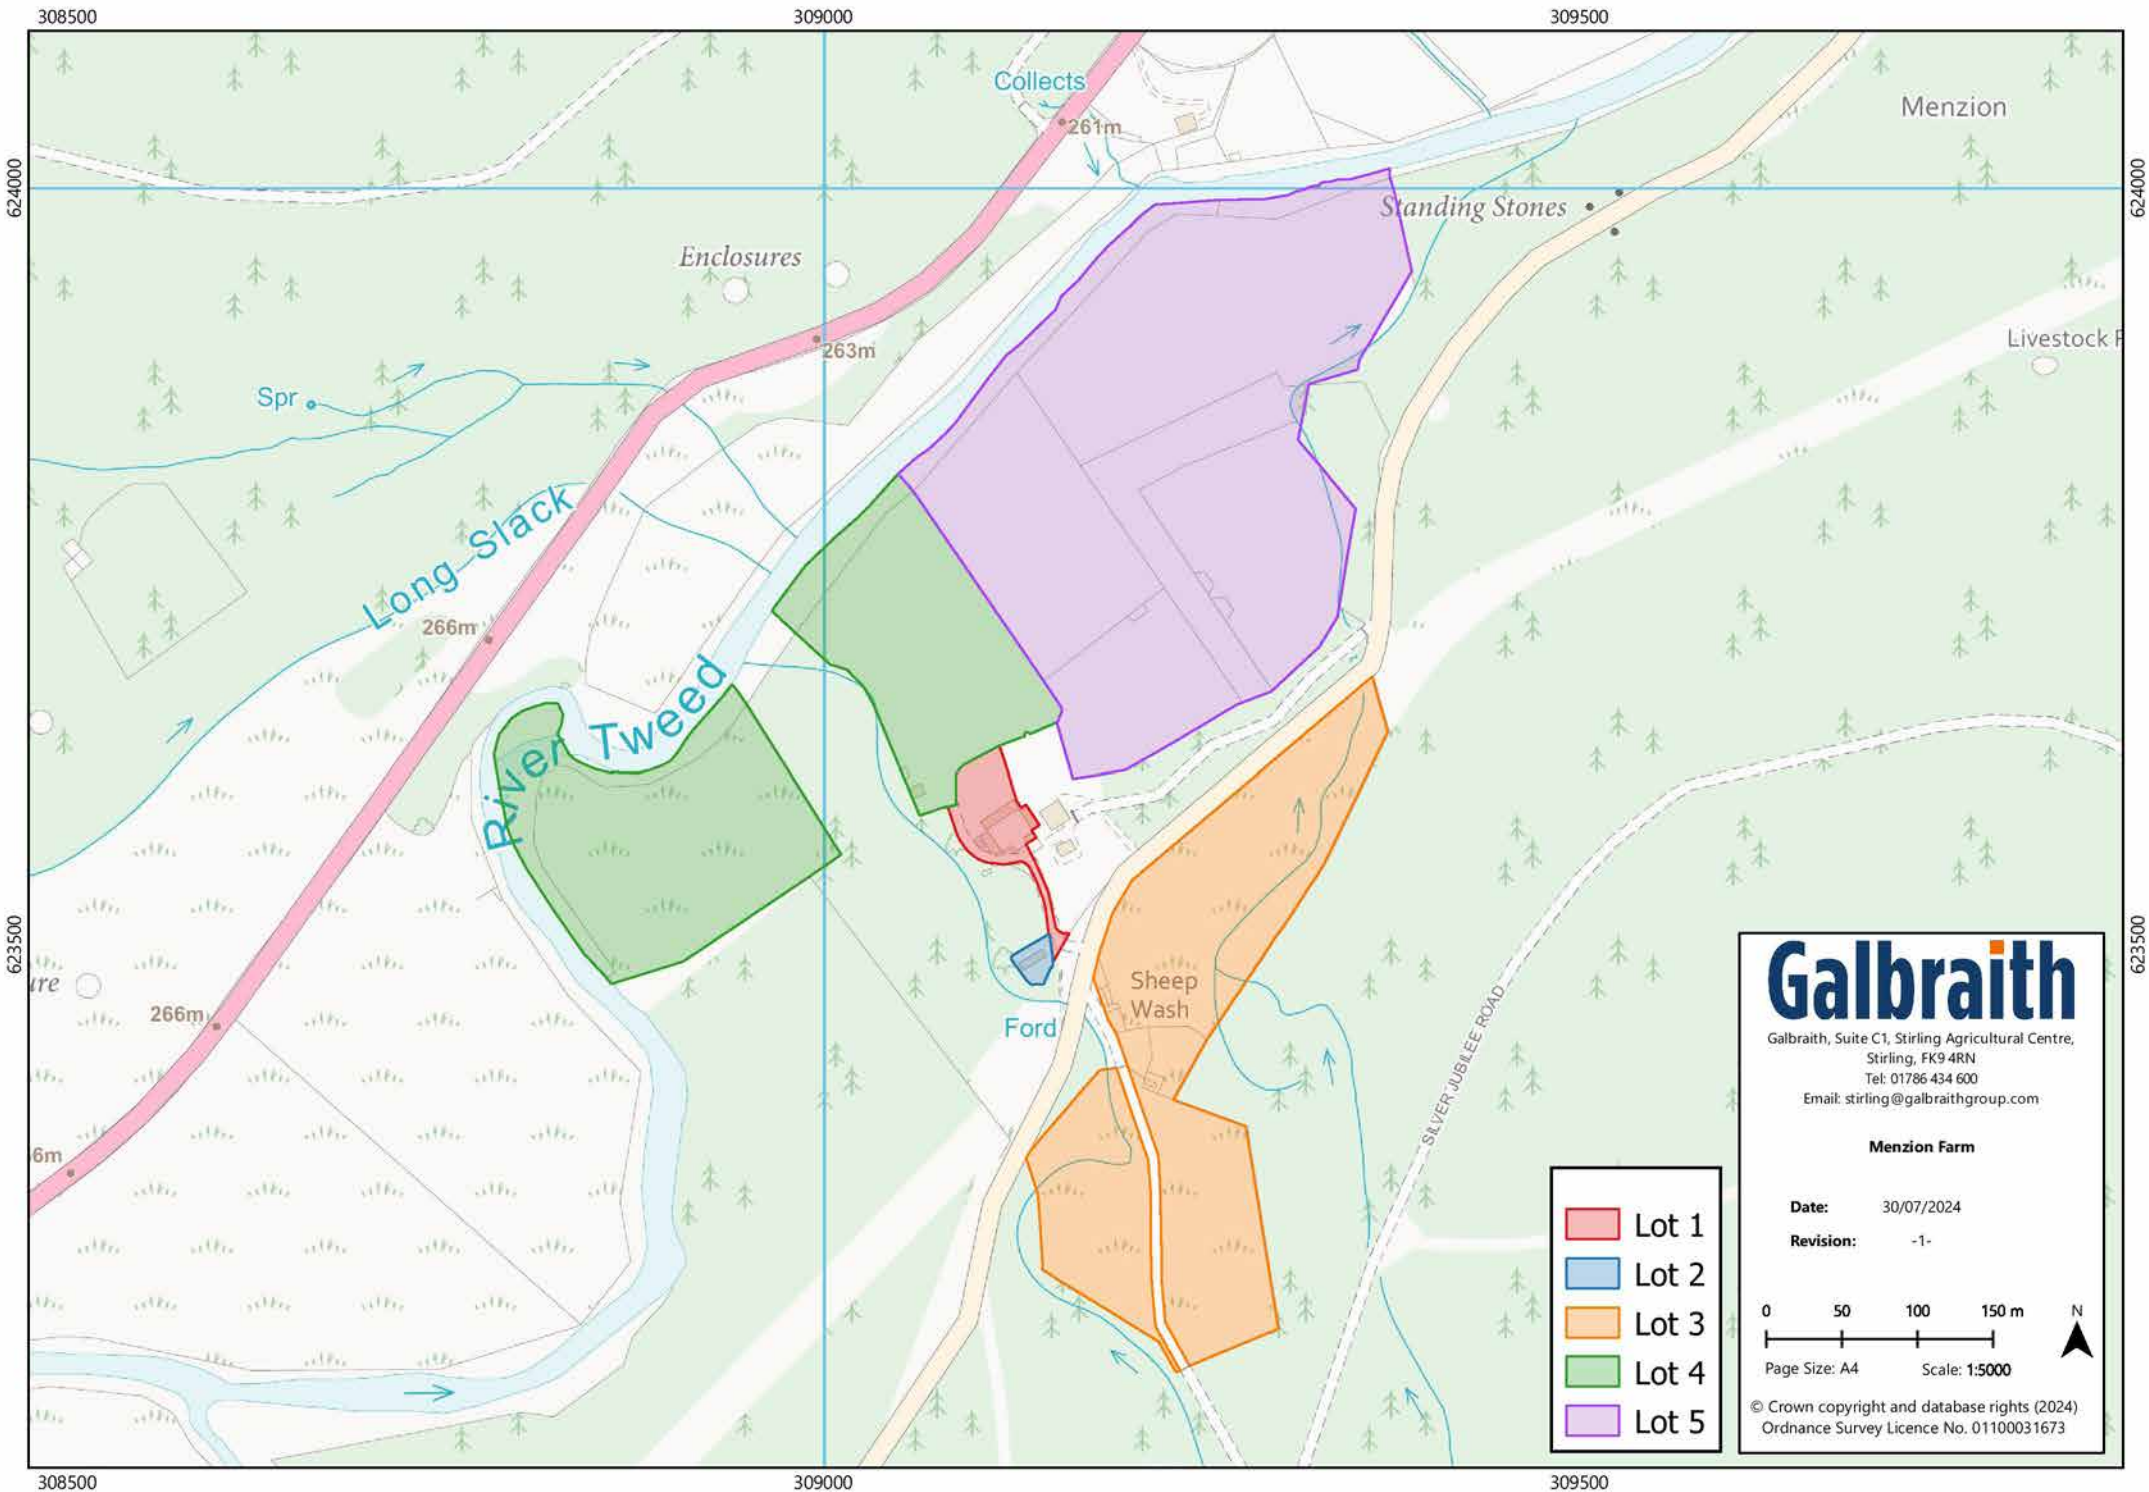 308500
309000
309500
624000
624000
Collects
261m
Menzion
Standing Stones
Enclosures
263m
Livestock
Spr
Long Slack
266m
River Tweed
623500
623500
Sheep
Wash
ure
266m
Ford
SILVER JUBILEE ROAD
6m
Lot 1
Lot 2
Lot 3
Lot 4
Lot 5
Galbraith
Galbraith, Suite C1, Stirling Agricultural Centre,
Stirling, FK9 4RN
Tel: 01786 434 600
Email: stirling@galbraithgroup.com
Menzion Farm
Date: 30/07/2024
Revision: -1-
0 50 100 150 m N
Page Size: A4 Scale: 1:5000
© Crown copyright and database rights (2024)
Ordnance Survey Licence No. 01100031673
308500
309000
309500